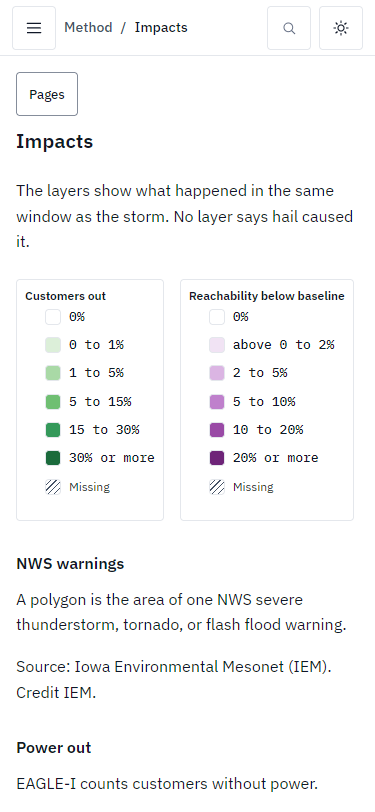 Method / Impacts
Pages
Impacts
The layers show what happened in the same
window as the storm. No layer says hail caused
it.
Customers out
0%
0 to 1%
1 to 5%
5 to 15%
15 to 30%
30% or more
Missing
Reachability below baseline
0%
above 0 to 2%
2 to 5%
5 to 10%
10 to 20%
20% or more
Missing
NWS warnings
A polygon is the area of one NWS severe
thunderstorm, tornado, or flash flood warning.
Source: Iowa Environmental Mesonet (IEM).
Credit IEM.
Power out
EAGLE-I counts customers without power.